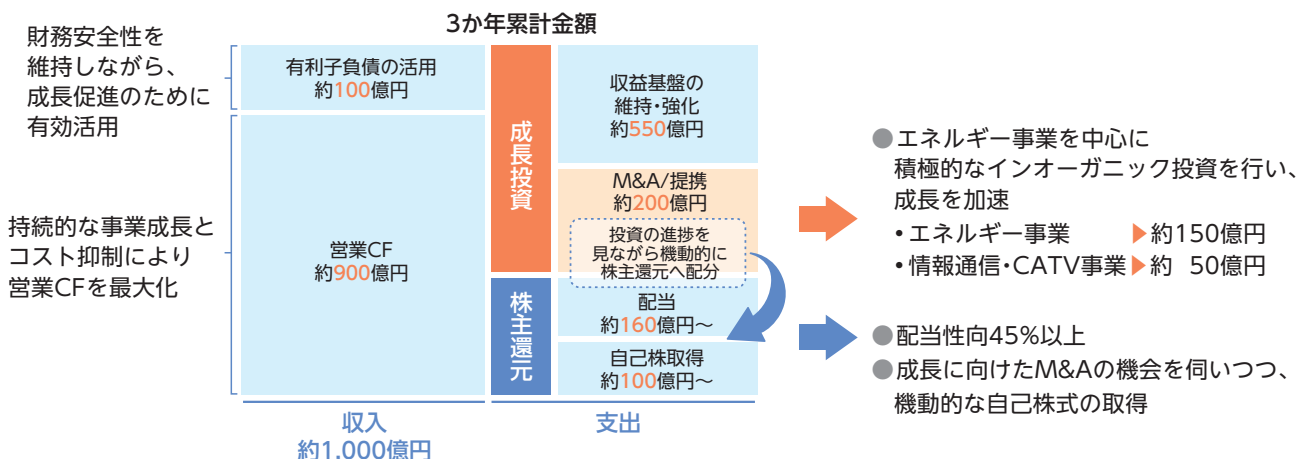 3か年累計金額
財務安全性を
維持しながら、
成長促進のために
有効活用
持続的な事業成長と
コスト抑制により
営業CFを最大化
有利子負債の活用
約100億円
営業CF
約900億円
収入
約1,000億円
成長投資
株主還元
収益基盤の
維持・強化
約550億円
M&A/提携
約200億円
投資の進捗を
見ながら機動的に
株主還元へ配分
配当
約160億円~
自己株取得
約100億円~
支出
●エネルギー事業を中心に
積極的なインオーガニック投資を行い、
成長を加速
•エネルギー事業 ▶約150億円
•情報通信・CATV事業▶約 50億円
●配当性向45%以上
●成長に向けたM&Aの機会を伺いつつ、
機動的な自己株式の取得